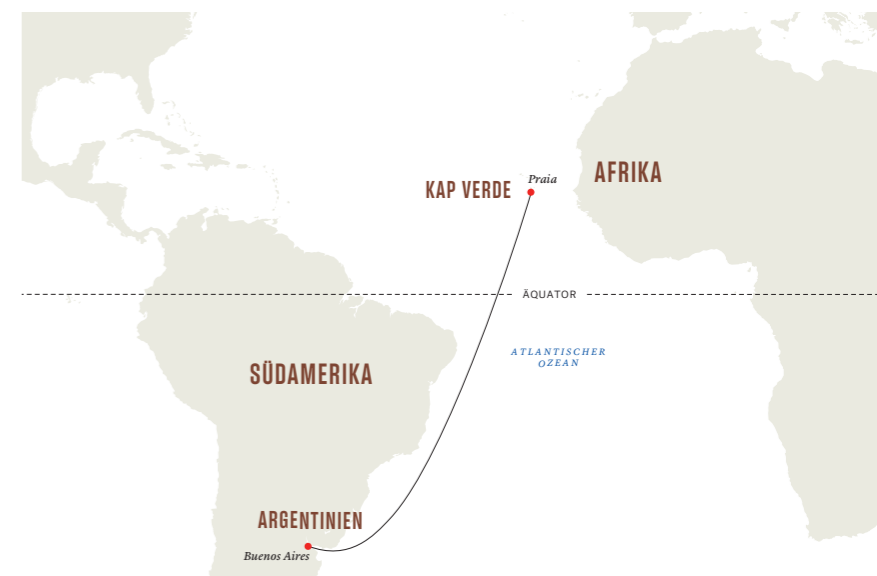 Praia
KAP VERDE
AFRIKA
ÄQUATOR
ATLANTISCHER
OZEAN
SÜDAMERIKA
ARGENTINIEN
Buenos Aires